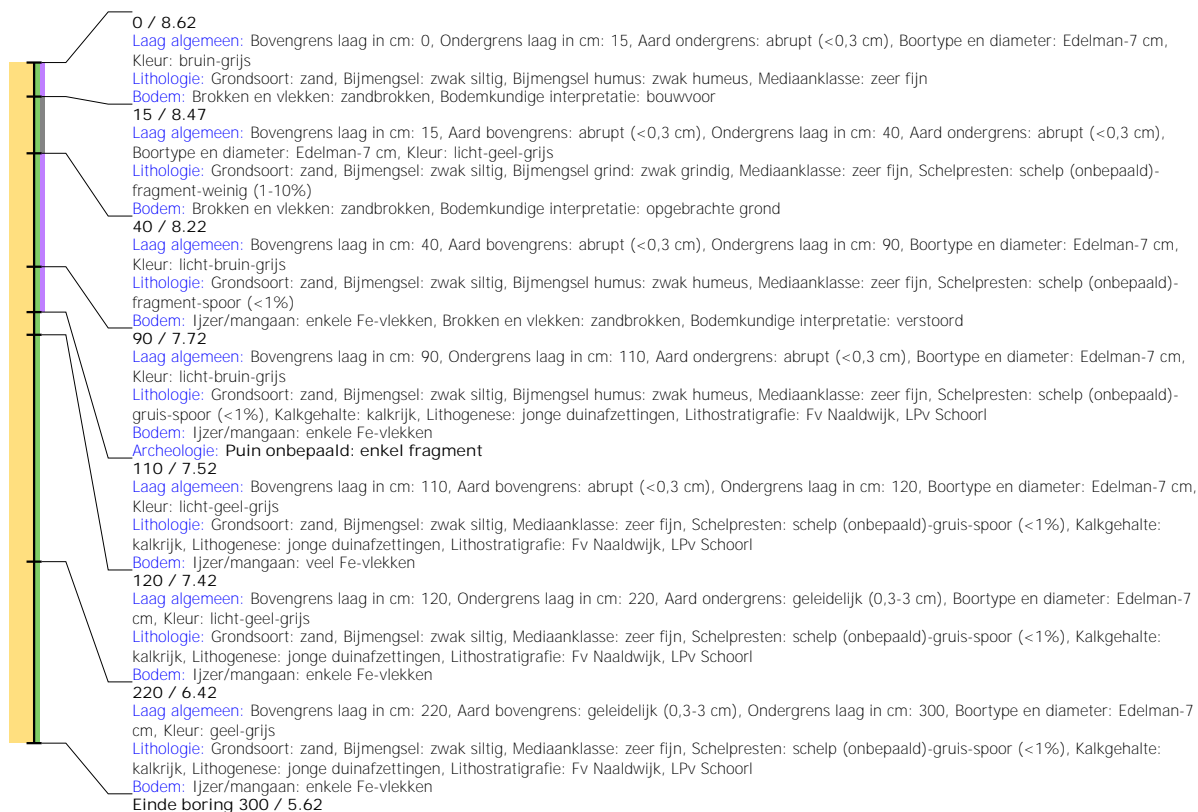 0 / 8.62
Laag algemeen: Bovengrens laag in cm: 0, Ondergrens laag in cm: 15, Aard ondergrens: abrupt (<0,3 cm), Boortype en diameter: Edelman-7 cm,
Kleur: bruin-grijs
Lithologie: Grondsoort: zand, Bijmengsel: zwak siltig, Bijmengsel humus: zwak humeus, Mediaanklasse: zeer fijn
Bodem: Brokken en vlekken: zandbrokken, Bodemkundige interpretatie: bouwvoor
15 / 8.47
Laag algemeen: Bovengrens laag in cm: 15, Aard bovengrens: abrupt (<0,3 cm), Ondergrens laag in cm: 40, Aard ondergrens: abrupt (<0,3 cm),
Boortype en diameter: Edelman-7 cm, Kleur: licht-geel-grijs
Lithologie: Grondsoort: zand, Bijmengsel: zwak siltig, Bijmengsel grind: zwak grindig, Mediaanklasse: zeer fijn, Schelpresten: schelp (onbepaald)-
fragment-weinig (1-10%)
Bodem: Brokken en vlekken: zandbrokken, Bodemkundige interpretatie: opgebrachte grond
40 / 8.22
Laag algemeen: Bovengrens laag in cm: 40, Aard bovengrens: abrupt (<0,3 cm), Ondergrens laag in cm: 90, Boortype en diameter: Edelman-7 cm,
Kleur: licht-bruin-grijs
Lithologie: Grondsoort: zand, Bijmengsel: zwak siltig, Bijmengsel humus: zwak humeus, Mediaanklasse: zeer fijn, Schelpresten: schelp (onbepaald)-
fragment-spoor (<1%)
Bodem: Ijzer/mangaan: enkele Fe-vlekken, Brokken en vlekken: zandbrokken, Bodemkundige interpretatie: verstoord
90 / 7.72
Laag algemeen: Bovengrens laag in cm: 90, Ondergrens laag in cm: 110, Aard ondergrens: abrupt (<0,3 cm), Boortype en diameter: Edelman-7 cm,
Kleur: licht-bruin-grijs
Lithologie: Grondsoort: zand, Bijmengsel: zwak siltig, Bijmengsel humus: zwak humeus, Mediaanklasse: zeer fijn, Schelpresten: schelp (onbepaald)-
gruis-spoor (<1%), Kalkgehalte: kalkrijk, Lithogenese: jonge duinafzettingen, Lithostratigrafie: Fv Naaldwijk, LPv Schoorl
Bodem: Ijzer/mangaan: enkele Fe-vlekken
Archeologie: Puin onbepaald: enkel fragment
110 / 7.52
Laag algemeen: Bovengrens laag in cm: 110, Aard bovengrens: abrupt (<0,3 cm), Ondergrens laag in cm: 120, Boortype en diameter: Edelman-7 cm,
Kleur: licht-geel-grijs
Lithologie: Grondsoort: zand, Bijmengsel: zwak siltig, Mediaanklasse: zeer fijn, Schelpresten: schelp (onbepaald)-gruis-spoor (<1%), Kalkgehalte:
kalkrijk, Lithogenese: jonge duinafzettingen, Lithostratigrafie: Fv Naaldwijk, LPv Schoorl
Bodem: Ijzer/mangaan: veel Fe-vlekken
120 / 7.42
Laag algemeen: Bovengrens laag in cm: 120, Ondergrens laag in cm: 220, Aard ondergrens: geleidelijk (0,3-3 cm), Boortype en diameter: Edelman-7
cm, Kleur: licht-geel-grijs
Lithologie: Grondsoort: zand, Bijmengsel: zwak siltig, Mediaanklasse: zeer fijn, Schelpresten: schelp (onbepaald)-gruis-spoor (<1%), Kalkgehalte:
kalkrijk, Lithogenese: jonge duinafzettingen, Lithostratigrafie: Fv Naaldwijk, LPv Schoorl
Bodem: Ijzer/mangaan: enkele Fe-vlekken
220 / 6.42
Laag algemeen: Bovengrens laag in cm: 220, Aard bovengrens: geleidelijk (0,3-3 cm), Ondergrens laag in cm: 300, Boortype en diameter: Edelman-7
cm, Kleur: geel-grijs
Lithologie: Grondsoort: zand, Bijmengsel: zwak siltig, Mediaanklasse: zeer fijn, Schelpresten: schelp (onbepaald)-gruis-spoor (<1%), Kalkgehalte:
kalkrijk, Lithogenese: jonge duinafzettingen, Lithostratigrafie: Fv Naaldwijk, LPv Schoorl
Bodem: Ijzer/mangaan: enkele Fe-vlekken
Einde boring 300 / 5.62